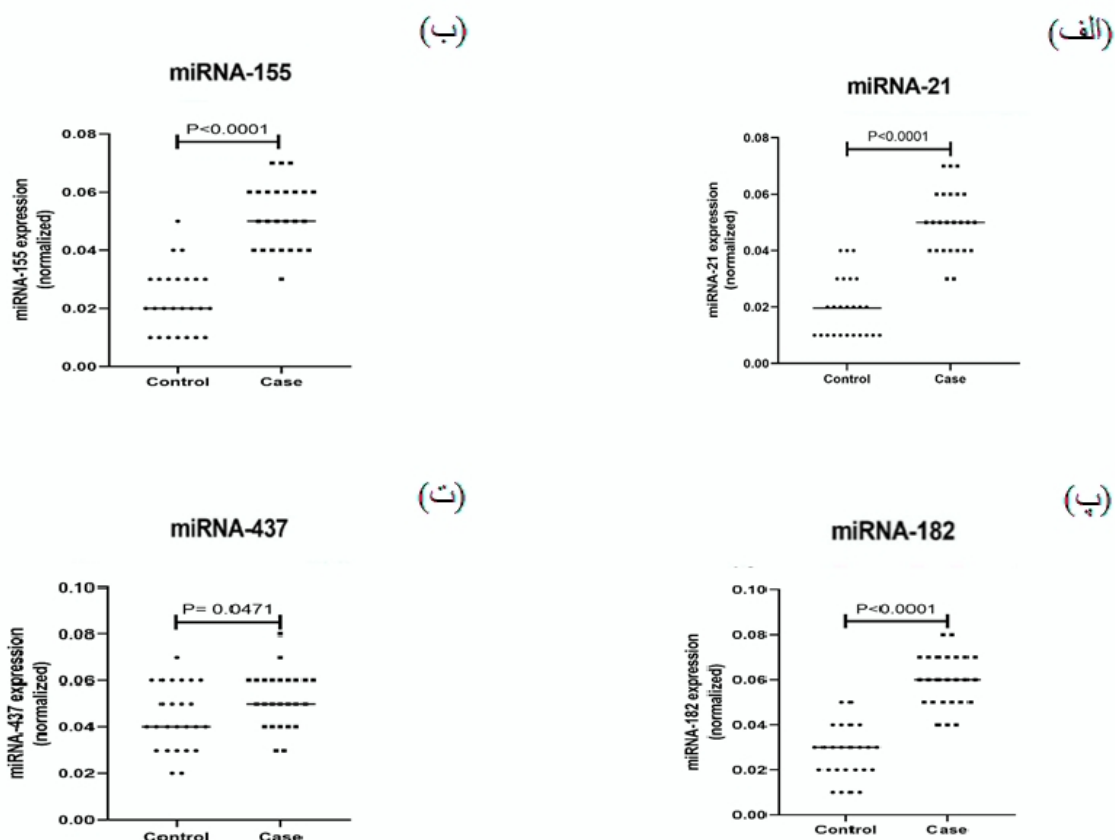 (الف)
miRNA-21
P<0.0001
0.08
0.06
0.04
0.02
0.00
miRNA-21 expression
(normalized)
Control Case
(ب)
miRNA-155
P<0.0001
0.08
0.06
0.04
0.02
0.00
miRNA-155 expression
(normalized)
Control Case
(پ)
miRNA-182
P<0.0001
0.10
0.08
0.06
0.04
0.02
0.00
miRNA-182 expression
(normalized)
Control Case
(ت)
miRNA-437
P= 0.0471
0.10
0.08
0.06
0.04
0.02
0.00
miRNA-437 expression
(normalized)
Control Case